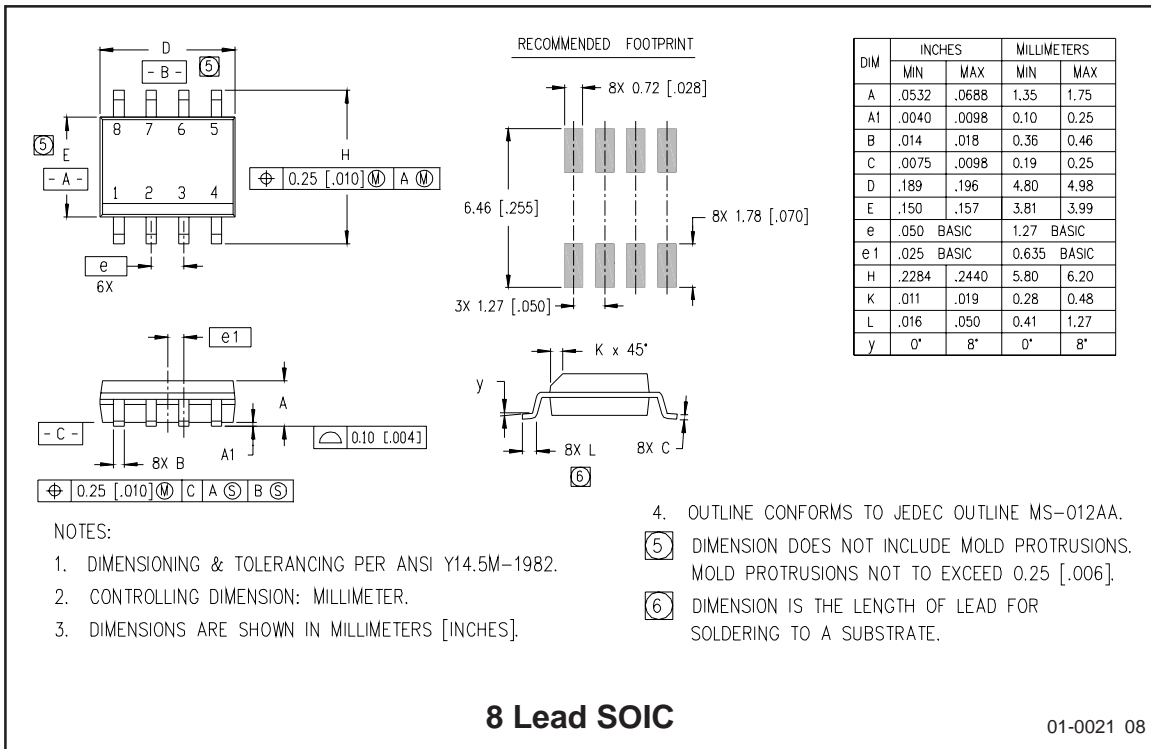 D
- B -
5
8 7 6 5
5
E
- A -
H
⌖ 0.25 [.010] Ⓜ A Ⓜ
1 2 3 4
e
6X
RECOMMENDED FOOTPRINT
8X 0.72 [.028]
6.46 [.255]
8X 1.78 [.070]
3X 1.27 [.050]
DIM INCHES MILLIMETERS
MIN MAX MIN MAX
A .0532 .0688 1.35 1.75
A1 .0040 .0098 0.10 0.25
B .014 .018 0.36 0.46
C .0075 .0098 0.19 0.25
D .189 .196 4.80 4.98
E .150 .157 3.81 3.99
e .050 BASIC 1.27 BASIC
e1 .025 BASIC 0.635 BASIC
H .2284 .2440 5.80 6.20
K .011 .019 0.28 0.48
L .016 .050 0.41 1.27
y 0° 8° 0° 8°
e1
A
- C -
8X B
A1
⌓ 0.10 [.004]
⌖ 0.25 [.010] Ⓜ C A Ⓢ B Ⓢ
K x 45°
y
8X L
6
8X C
NOTES:
1. DIMENSIONING & TOLERANCING PER ANSI Y14.5M-1982.
2. CONTROLLING DIMENSION: MILLIMETER.
3. DIMENSIONS ARE SHOWN IN MILLIMETERS [INCHES].
4. OUTLINE CONFORMS TO JEDEC OUTLINE MS-012AA.
5 DIMENSION DOES NOT INCLUDE MOLD PROTRUSIONS.
MOLD PROTRUSIONS NOT TO EXCEED 0.25 [.006].
6 DIMENSION IS THE LENGTH OF LEAD FOR
SOLDERING TO A SUBSTRATE.
8 Lead SOIC
01-0021 08